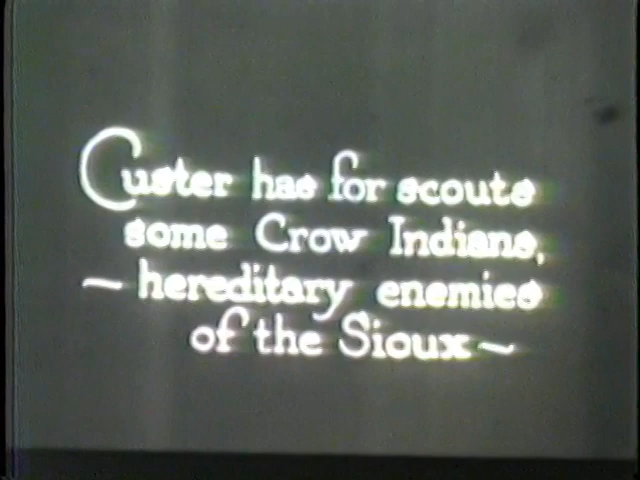 Custer has for scouts
some Crow Indians,
~ hereditary enemies
of the Sioux ~